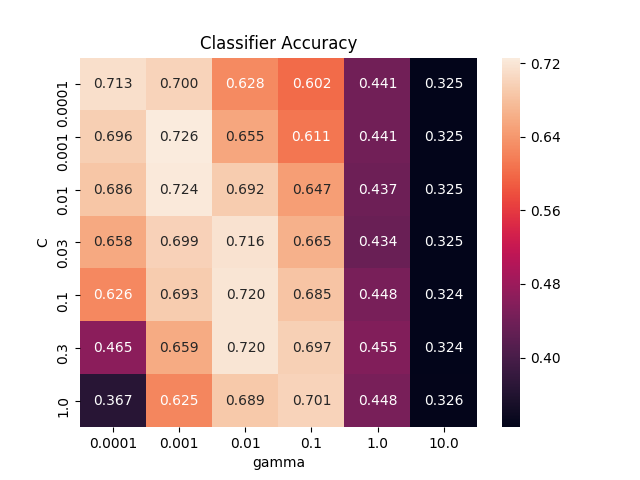 Classifier Accuracy
0.0001 0.713 0.700 0.628 0.602 0.441 0.325
0.001 0.696 0.726 0.655 0.611 0.441 0.325
0.01 0.686 0.724 0.692 0.647 0.437 0.325
0.03 0.658 0.699 0.716 0.665 0.434 0.325
0.1 0.626 0.693 0.720 0.685 0.448 0.324
0.3 0.465 0.659 0.720 0.697 0.455 0.324
1.0 0.367 0.625 0.689 0.701 0.448 0.326
0.0001 0.001 0.01 0.1 1.0 10.0
gamma
C
0.72
0.64
0.56
0.48
0.40